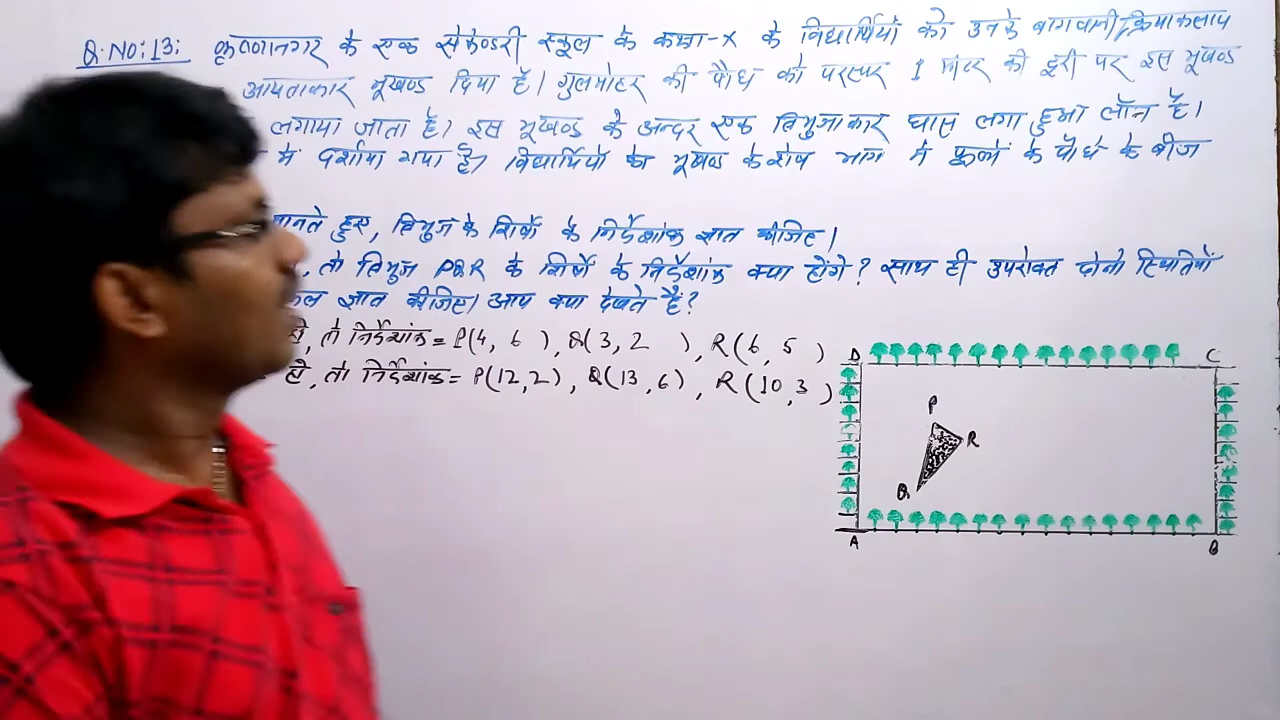 Q.NO:13: कृष्णानगर के एक सेकेण्डरी स्कूल के कक्षा-X के विद्यार्थियों को उनके बागवानी क्रियाकलाप
आयताकार भूखण्ड दिया है। गुलमोहर की पौधे को परस्पर 1 मीटर की दूरी पर इस भूखण्ड
लगाया जाता है। इस भूखण्ड के अन्दर एक त्रिभुजाकार घास लगा हुआ लॉन है।
में दर्शाया गया है। विद्यार्थियों को भूखण्ड के शेष भाग में फूलों के पौधे के बीज
मानते हुए, त्रिभुज के शिर्षों के निर्देशांक ज्ञात कीजिए।
, तो त्रिभुज PQR के शिर्षों के निर्देशांक क्या होंगे? साथ ही उपरोक्त दोनों स्थितियों
ज्ञात कीजिए। आप क्या देखते हैं?
, तो निर्देशांक = P(4, 6 ), Q(3, 2 ), R(6, 5 )
है, तो निर्देशांक = P(12,2), Q(13,6), R(10,3)
D C
P
R
Q
A B